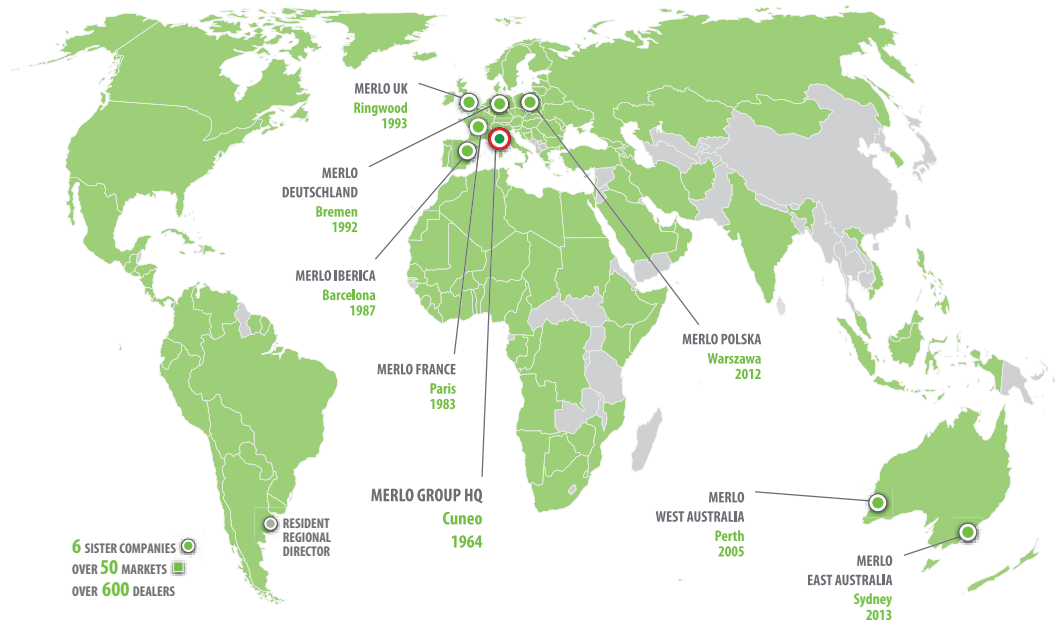 MERLO UK
Ringwood
1993
MERLO
DEUTSCHLAND
Bremen
1992
MERLO IBERICA
Barcelona
1987
MERLO FRANCE
Paris
1983
MERLO GROUP HQ
Cuneo
1964
MERLO POLSKA
Warszawa
2012
MERLO
WEST AUSTRALIA
Perth
2005
MERLO
EAST AUSTRALIA
Sydney
2013
RESIDENT
REGIONAL
DIRECTOR
6 SISTER COMPANIES
OVER 50 MARKETS
OVER 600 DEALERS